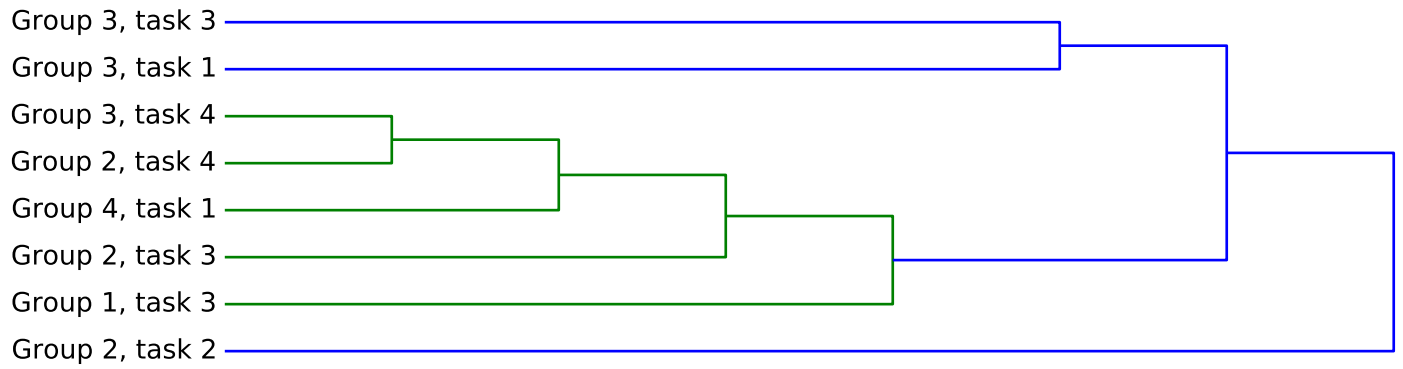 Group 3, task 3
Group 3, task 1
Group 3, task 4
Group 2, task 4
Group 4, task 1
Group 2, task 3
Group 1, task 3
Group 2, task 2